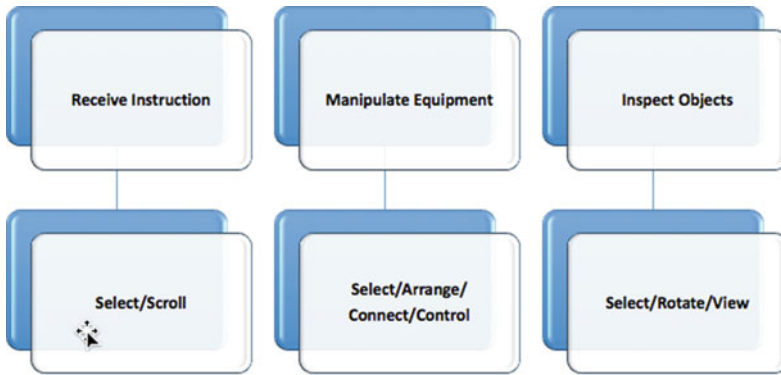 Receive Instruction
Manipulate Equipment
Inspect Objects
Select/Scroll
Select/Arrange/
Connect/Control
Select/Rotate/View